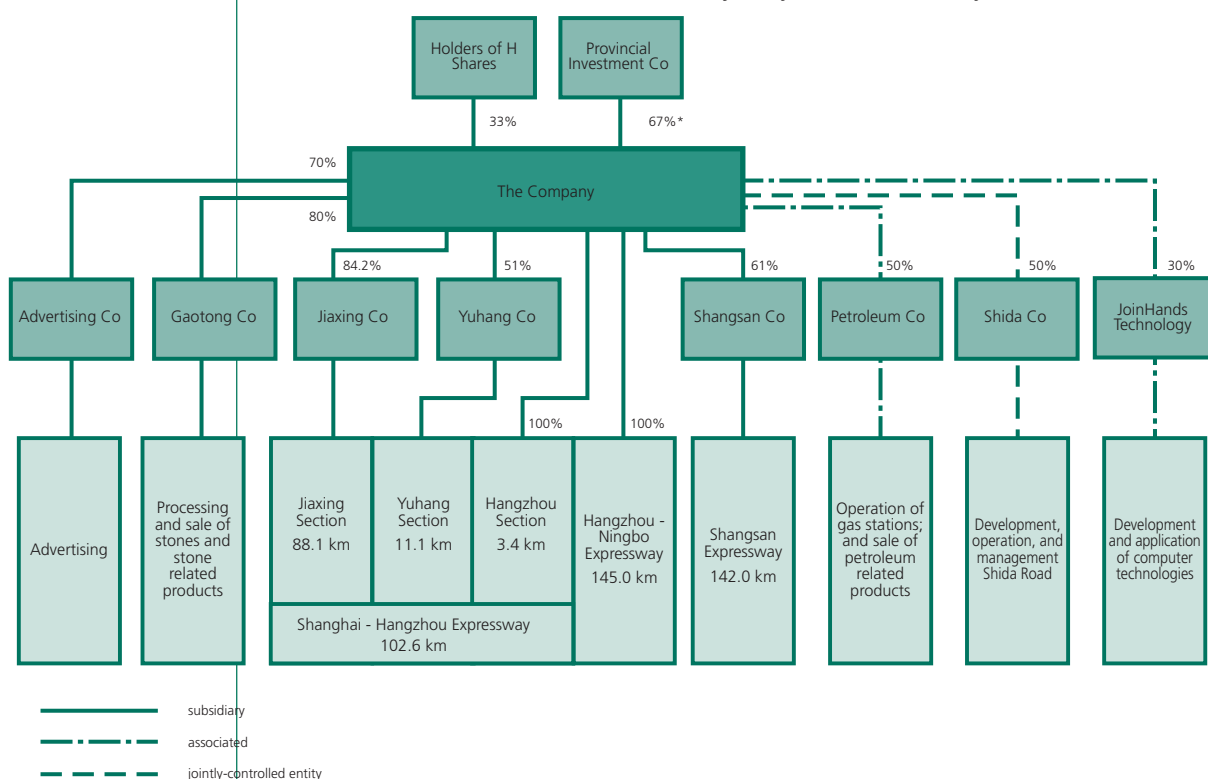 Holders of H
Shares
Provincial
Investment Co
33%
67%*
70%
The Company
80%
84.2%
51%
61%
50%
50%
30%
Advertising Co
Gaotong Co
Jiaxing Co
Yuhang Co
Shangsan Co
Petroleum Co
Shida Co
JoinHands
Technology
100%
100%
Advertising
Processing
and sale of
stones and
stone
related
products
Jiaxing
Section
88.1 km
Yuhang
Section
11.1 km
Hangzhou
Section
3.4 km
Hangzhou -
Ningbo
Expressway
145.0 km
Shangsan
Expressway
142.0 km
Operation of
gas stations;
and sale of
petroleum
related
products
Development,
operation, and
management
Shida Road
Development
and application
of computer
technologies
Shanghai - Hangzhou Expressway
102.6 km
subsidiary
associated
jointly-controlled entity